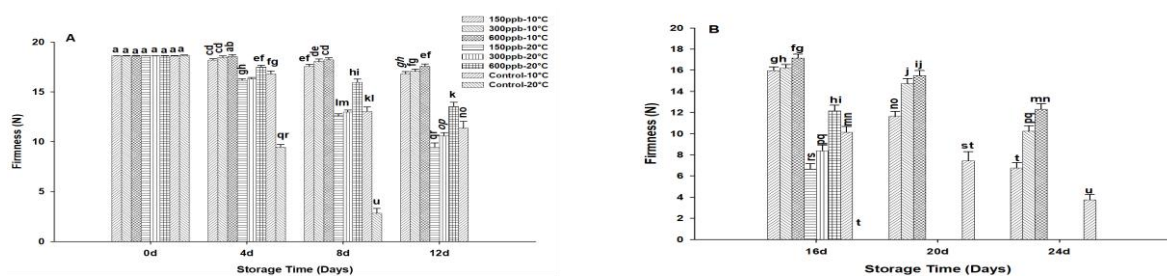 A
150ppb-10°C
300ppb-10°C
600ppb-10°C
150ppb-20°C
300ppb-20°C
600ppb-20°C
Control-10°C
Control-20°C
Firmness (N)
20
15
10
5
0
a a a a a a a a
cd cd ab gh ef fg qr
ef de cd lm hi kl u
gh fg ef qr op k no
0d 4d 8d 12d
Storage Time (Days)
B
Firmness (N)
20
18
16
14
12
10
8
6
4
2
0
gh fg rs pq hi mn t
no j ij st
t pq mn u
16d 20d 24d
Storage Time (Days)